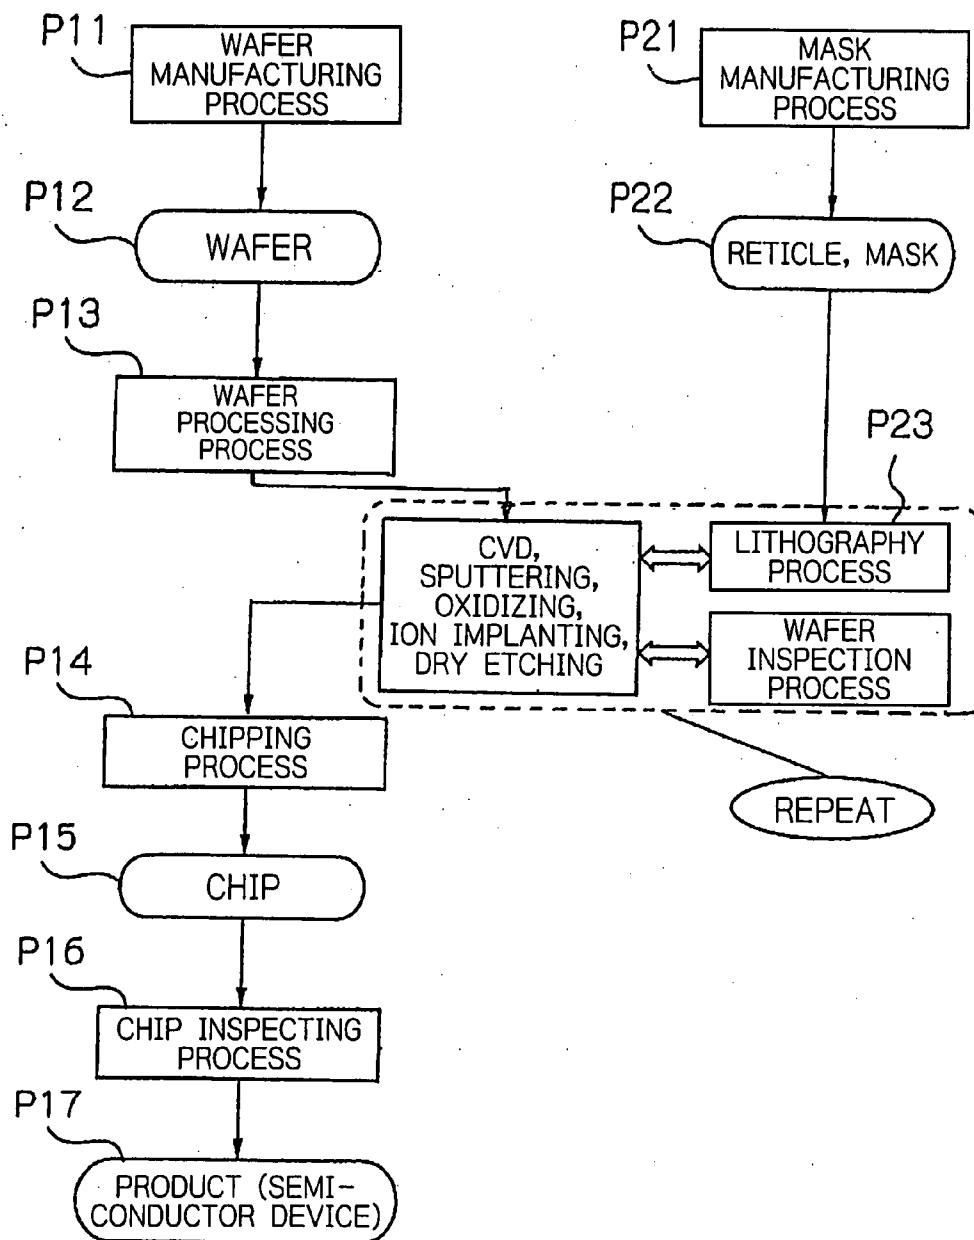 P11
WAFER
MANUFACTURING
PROCESS
P21
MASK
MANUFACTURING
PROCESS
P12
WAFER
P22
RETICLE, MASK
P13
WAFER
PROCESSING
PROCESS
P23
CVD,
SPUTTERING,
OXIDIZING,
ION IMPLANTING,
DRY ETCHING
LITHOGRAPHY
PROCESS
WAFER
INSPECTION
PROCESS
P14
CHIPPING
PROCESS
REPEAT
P15
CHIP
P16
CHIP INSPECTING
PROCESS
P17
PRODUCT (SEMI-
CONDUCTOR DEVICE)